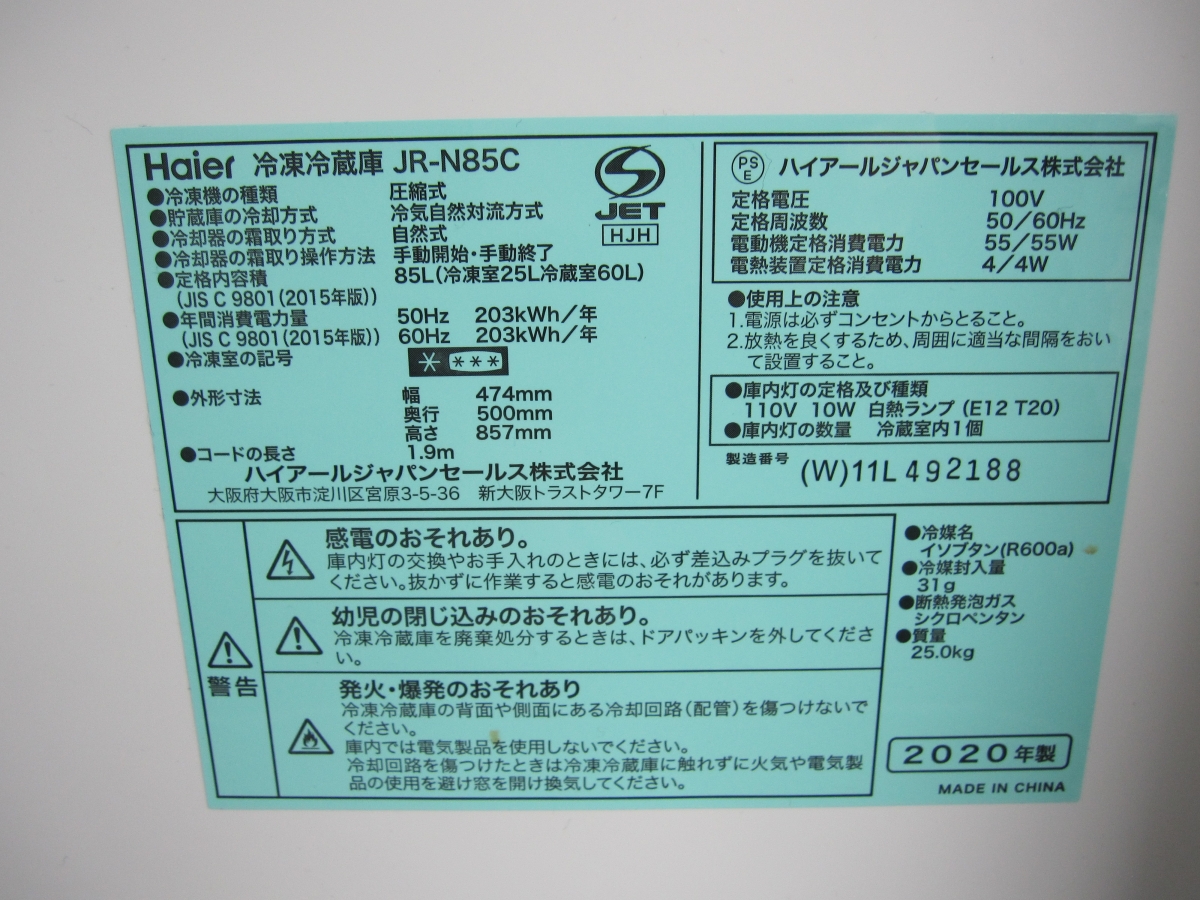 Haier 冷凍冷蔵庫 JR-N85C
●冷凍機の種類 圧縮式
●貯蔵庫の冷却方式 冷気自然対流方式
●冷却器の霜取り方式 自然式
●冷却器の霜取り操作方法 手動開始・手動終了
●定格内容積 85L(冷凍室25L冷蔵室60L)
(JIS C 9801(2015年版))
●年間消費電力量 50Hz 203kWh/年
(JIS C 9801(2015年版)) 60Hz 203kWh/年
●冷凍室の記号 * ***
●外形寸法 幅 474mm
奥行 500mm
高さ 857mm
●コードの長さ 1.9m
ハイアールジャパンセールス株式会社
大阪府大阪市淀川区宮原3-5-36 新大阪トラストタワー7F
JET
HJH
PSE ハイアールジャパンセールス株式会社
定格電圧 100V
定格周波数 50/60Hz
電動機定格消費電力 55/55W
電熱装置定格消費電力 4/4W
●使用上の注意
1.電源は必ずコンセントからとること。
2.放熱を良くするため、周囲に適当な間隔をおい
て設置すること。
●庫内灯の定格及び種類
110V 10W 白熱ランプ (E12 T20)
●庫内灯の数量 冷蔵室内1個
製造番号 (W)11L492188
警告
感電のおそれあり。
庫内灯の交換やお手入れのときには、必ず差込みプラグを抜いて
ください。抜かずに作業すると感電のおそれがあります。
幼児の閉じ込みのおそれあり。
冷凍冷蔵庫を廃棄処分するときは、ドアパッキンを外してくださ
い。
発火・爆発のおそれあり
冷凍冷蔵庫の背面や側面にある冷却回路(配管)を傷つけないで
ください。
庫内では電気製品を使用しないでください。
冷却回路を傷つけたときは冷凍冷蔵庫に触れずに火気や電気製
品の使用を避け窓を開け換気してください。
●冷媒名
イソブタン(R600a)
●冷媒封入量
31g
●断熱発泡ガス
シクロペンタン
●質量
25.0kg
2020年製
MADE IN CHINA